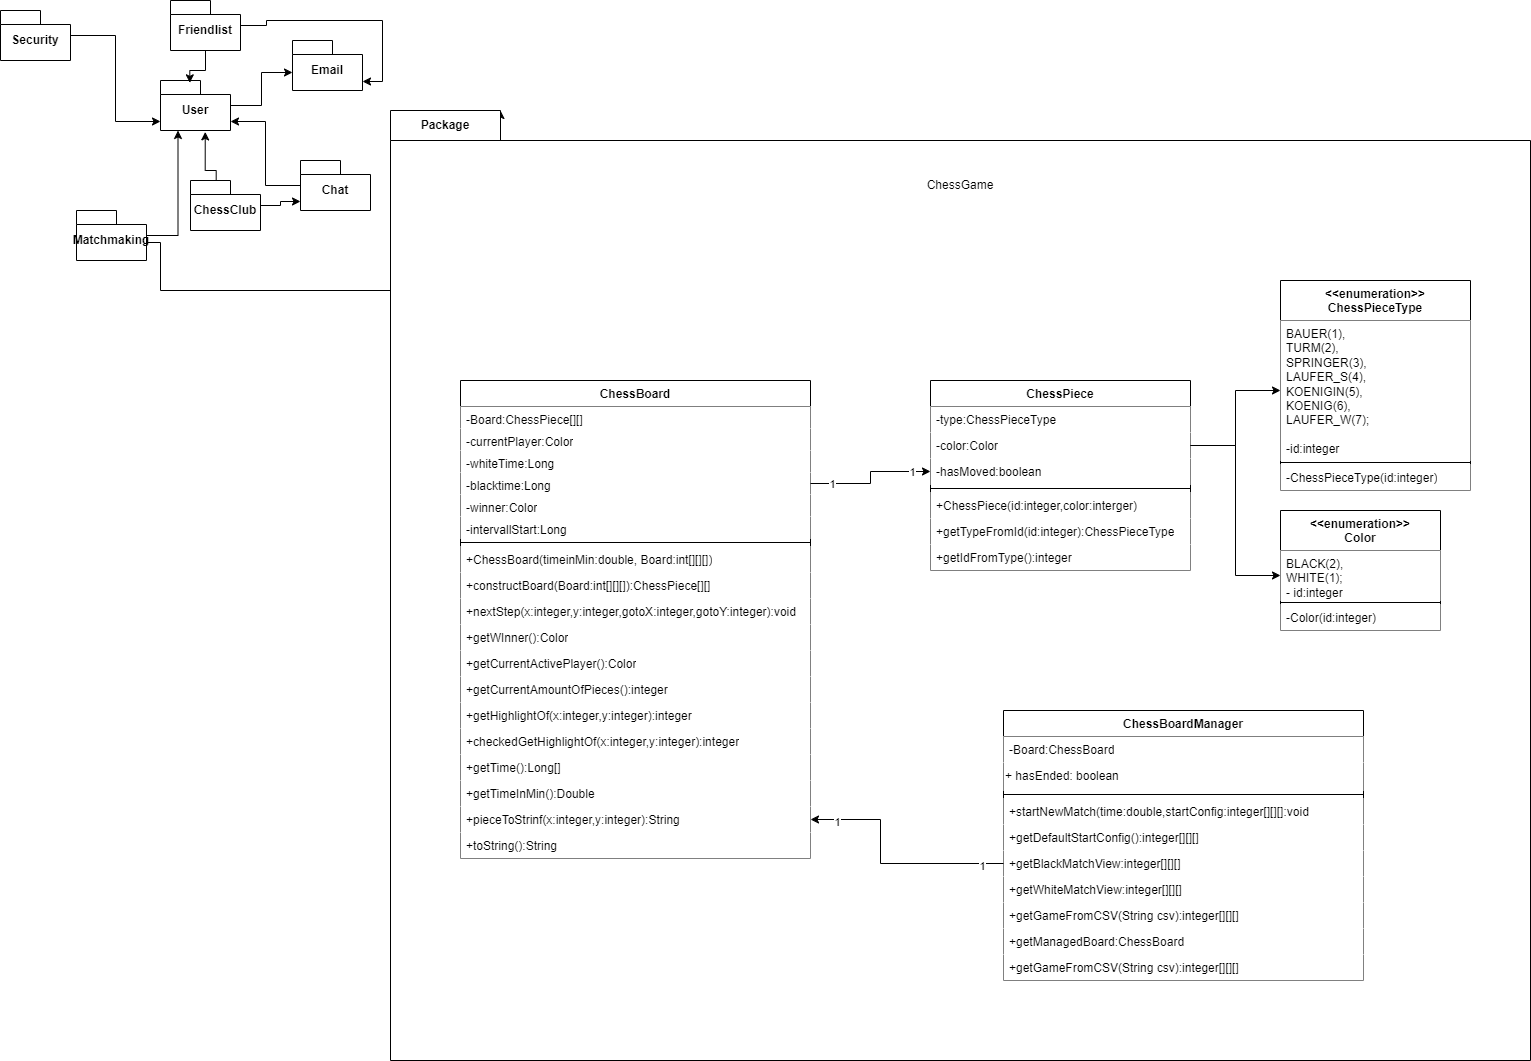 Friendlist
Security
Email
User
Chat
ChessClub
Matchmaking
Package
ChessGame
<<enumeration>>
ChessPieceType
BAUER(1),
TURM(2),
SPRINGER(3),
LAUFER_S(4),
KOENIGIN(5),
KOENIG(6),
LAUFER_W(7);
-id:integer
-ChessPieceType(id:integer)
ChessBoard
-Board:ChessPiece[][]
-currentPlayer:Color
-whiteTime:Long
-blacktime:Long
-winner:Color
-intervallStart:Long
+ChessBoard(timeinMin:double, Board:int[][][])
+constructBoard(Board:int[][][]):ChessPiece[][]
+nextStep(x:integer,y:integer,gotoX:integer,gotoY:integer):void
+getWInner():Color
+getCurrentActivePlayer():Color
+getCurrentAmountOfPieces():integer
+getHighlightOf(x:integer,y:integer):integer
+checkedGetHighlightOf(x:integer,y:integer):integer
+getTime():Long[]
+getTimeInMin():Double
+pieceToStrinf(x:integer,y:integer):String
+toString():String
1
1
ChessPiece
-type:ChessPieceType
-color:Color
-hasMoved:boolean
+ChessPiece(id:integer,color:interger)
+getTypeFromId(id:integer):ChessPieceType
+getIdFromType():integer
<<enumeration>>
Color
BLACK(2),
WHITE(1);
- id:integer
-Color(id:integer)
1
1
ChessBoardManager
-Board:ChessBoard
+ hasEnded: boolean
+startNewMatch(time:double,startConfig:integer[][][]:void
+getDefaultStartConfig():integer[][][]
+getBlackMatchView:integer[][][]
+getWhiteMatchView:integer[][][]
+getGameFromCSV(String csv):integer[][][]
+getManagedBoard:ChessBoard
+getGameFromCSV(String csv):integer[][][]